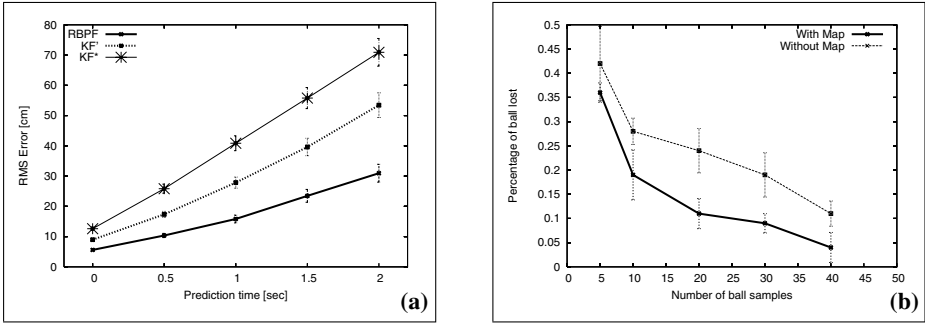 80
70
60
50
40
30
20
10
0
RMS Error [cm]
RBPF
KF'
KF*
0 0.5 1 1.5 2
Prediction time [sec]
(a)
0.5
0.45
0.4
0.35
0.3
0.25
0.2
0.15
0.1
0.05
0
Percentage of ball lost
With Map
Without Map
0 5 10 15 20 25 30 35 40 45 50
Number of ball samples
(b)